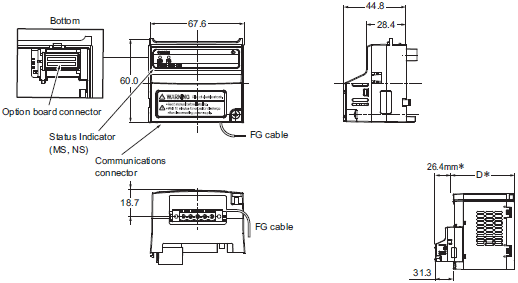 Bottom
Option board connector
67.6
60.0
WARNING
Status Indicator
(MS, NS)
Communications
connector
FG cable
44.8
28.4
18.7
FG cable
26.4mm*
D*
31.3